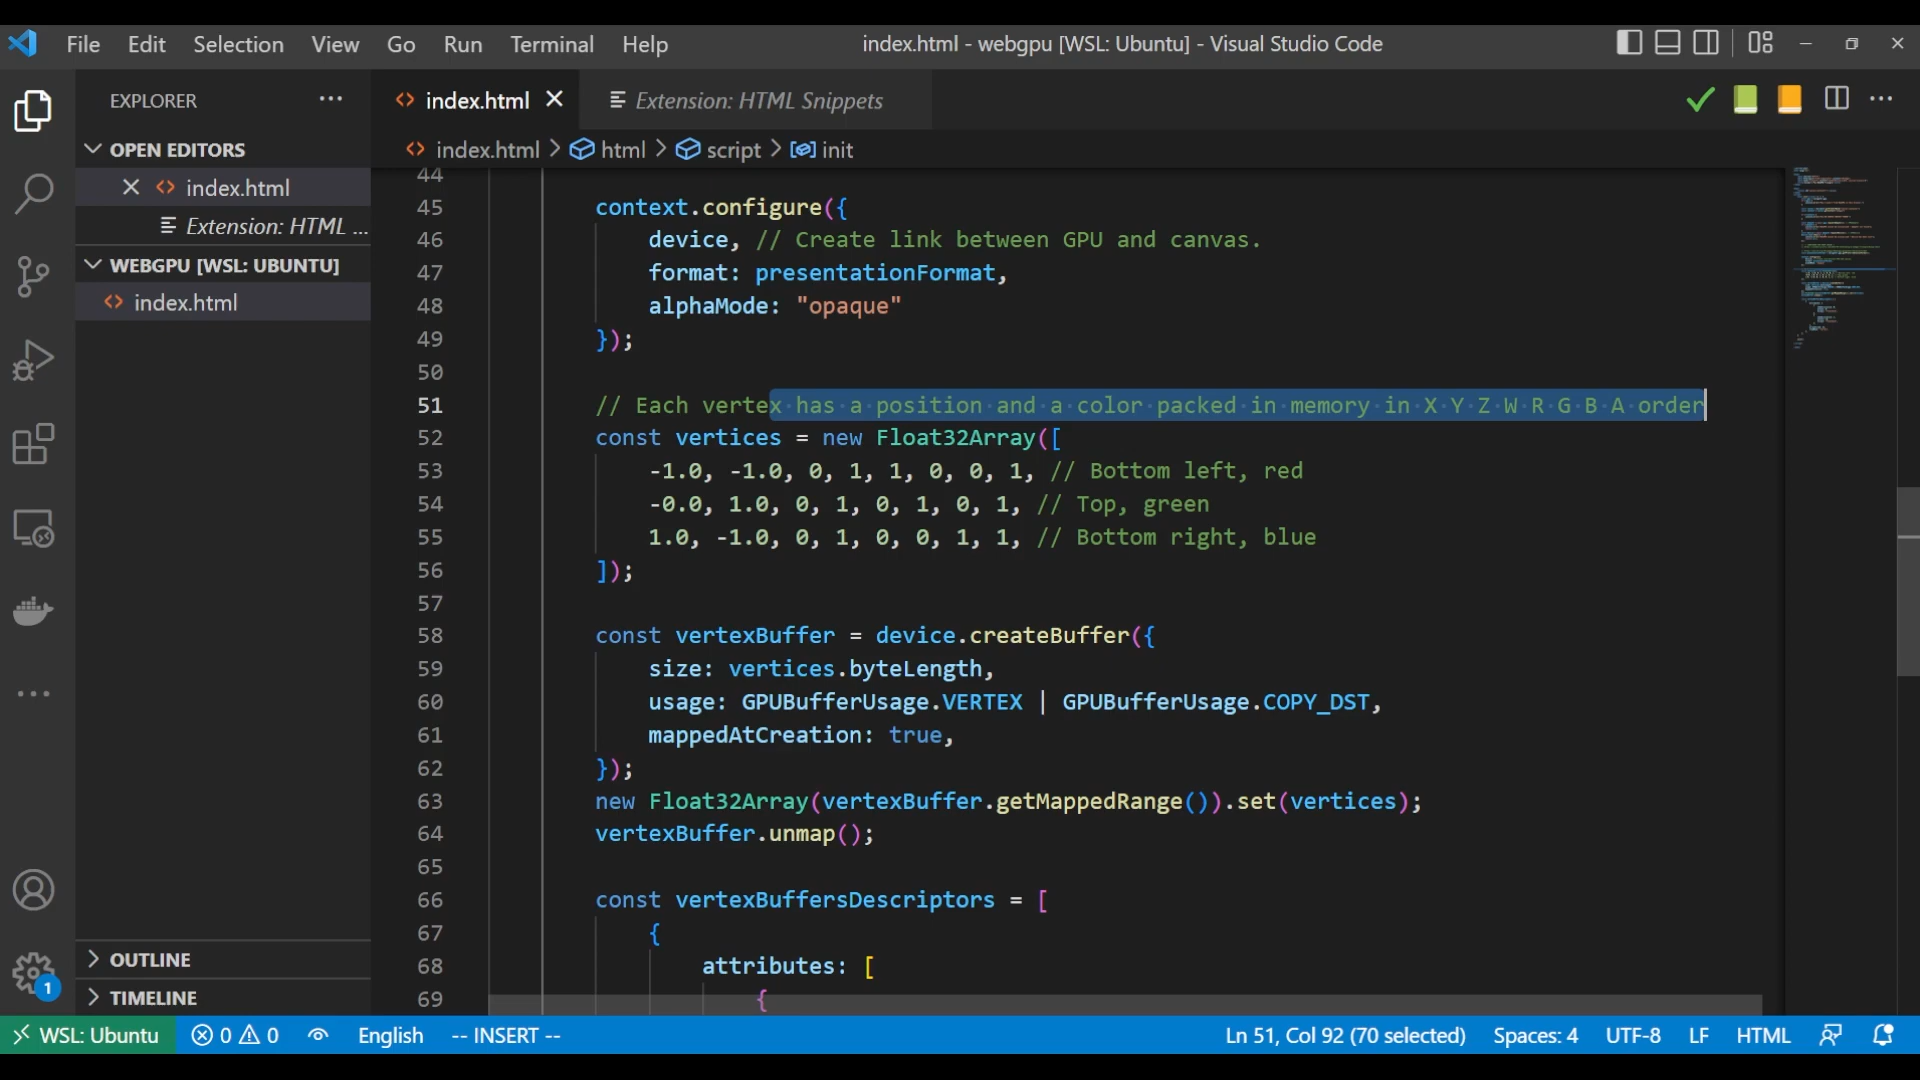 File Edit Selection View Go Run Terminal Help index.html - webgpu [WSL: Ubuntu] - Visual Studio Code
EXPLORER
index.html Extension: HTML Snippets
OPEN EDITORS
index.html > html > script > init
index.html
Extension: HTML ...
WEBGPU [WSL: UBUNTU]
index.html
44
45 context.configure({
46 device, // Create link between GPU and canvas.
47 format: presentationFormat,
48 alphaMode: "opaque"
49 });
50
51 // Each vertex has a position and a color packed in memory in X Y Z W R G B A order
52 const vertices = new Float32Array([
53 -1.0, -1.0, 0, 1, 1, 0, 0, 1, // Bottom left, red
54 -0.0, 1.0, 0, 1, 0, 1, 0, 1, // Top, green
55 1.0, -1.0, 0, 1, 0, 0, 1, 1, // Bottom right, blue
56 ]);
57
58 const vertexBuffer = device.createBuffer({
59 size: vertices.byteLength,
60 usage: GPUBufferUsage.VERTEX | GPUBufferUsage.COPY_DST,
61 mappedAtCreation: true,
62 });
63 new Float32Array(vertexBuffer.getMappedRange()).set(vertices);
64 vertexBuffer.unmap();
65
66 const vertexBuffersDescriptors = [
67 {
68 attributes: [
69 {
OUTLINE
TIMELINE
1
WSL: Ubuntu 0 0 English -- INSERT -- Ln 51, Col 92 (70 selected) Spaces: 4 UTF-8 LF HTML